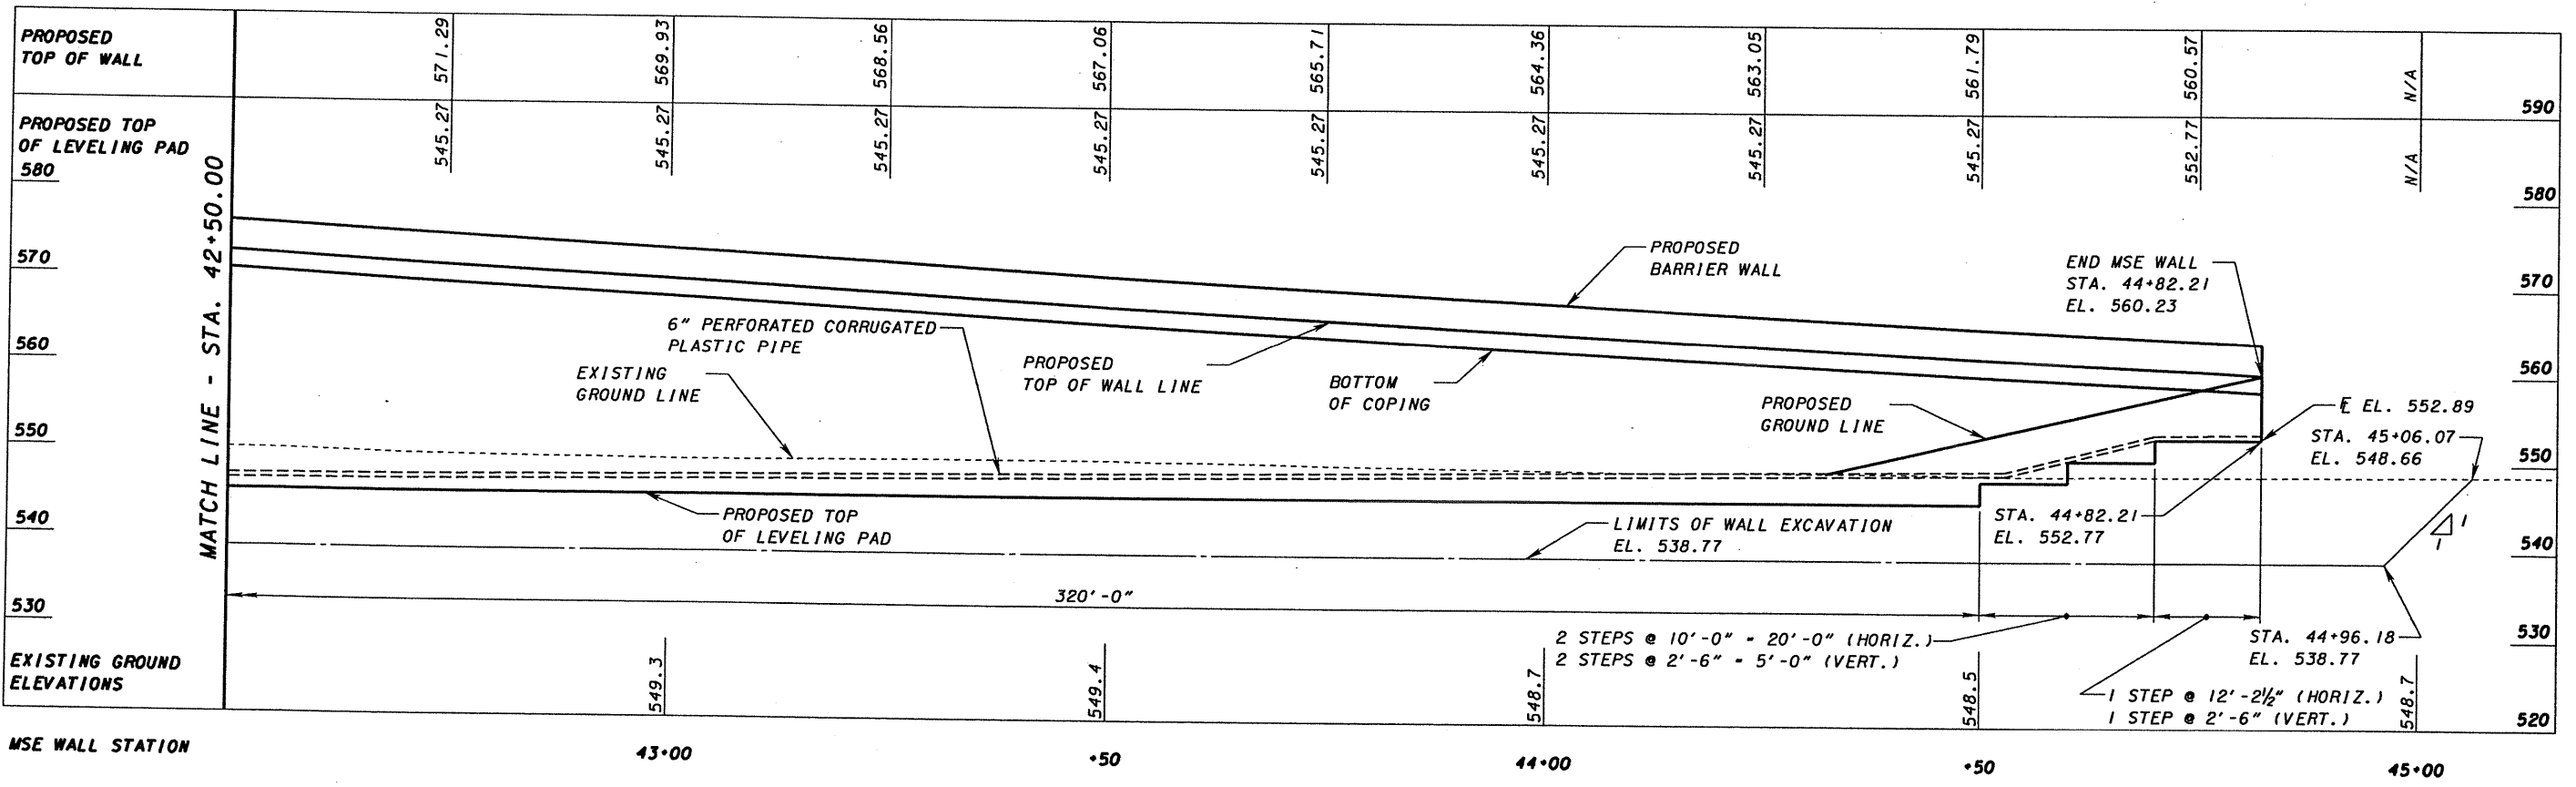 PROPOSED
TOP OF WALL
571.29
569.93
568.56
567.06
565.71
564.36
563.05
561.79
560.57
N/A
590
PROPOSED TOP
OF LEVELING PAD
545.27
545.27
545.27
545.27
545.27
545.27
545.27
545.27
552.77
N/A
580
580
MATCH LINE - STA. 42+50.00
PROPOSED
BARRIER WALL
END MSE WALL
STA. 44+82.21
EL. 560.23
570
570
6" PERFORATED CORRUGATED
PLASTIC PIPE
EXISTING
GROUND LINE
PROPOSED
TOP OF WALL LINE
BOTTOM
OF COPING
PROPOSED
GROUND LINE
560
560
℄ EL. 552.89
STA. 45+06.07
EL. 548.66
550
550
PROPOSED TOP
OF LEVELING PAD
LIMITS OF WALL EXCAVATION
EL. 538.77
STA. 44+82.21
EL. 552.77
1
1
540
540
320'-0"
530
530
2 STEPS @ 10'-0" = 20'-0" (HORIZ.)
2 STEPS @ 2'-6" = 5'-0" (VERT.)
STA. 44+96.18
EL. 538.77
1 STEP @ 12'-2½" (HORIZ.)
1 STEP @ 2'-6" (VERT.)
EXISTING GROUND
ELEVATIONS
549.3
549.4
548.7
548.5
548.7
520
MSE WALL STATION
43+00
+50
44+00
+50
45+00